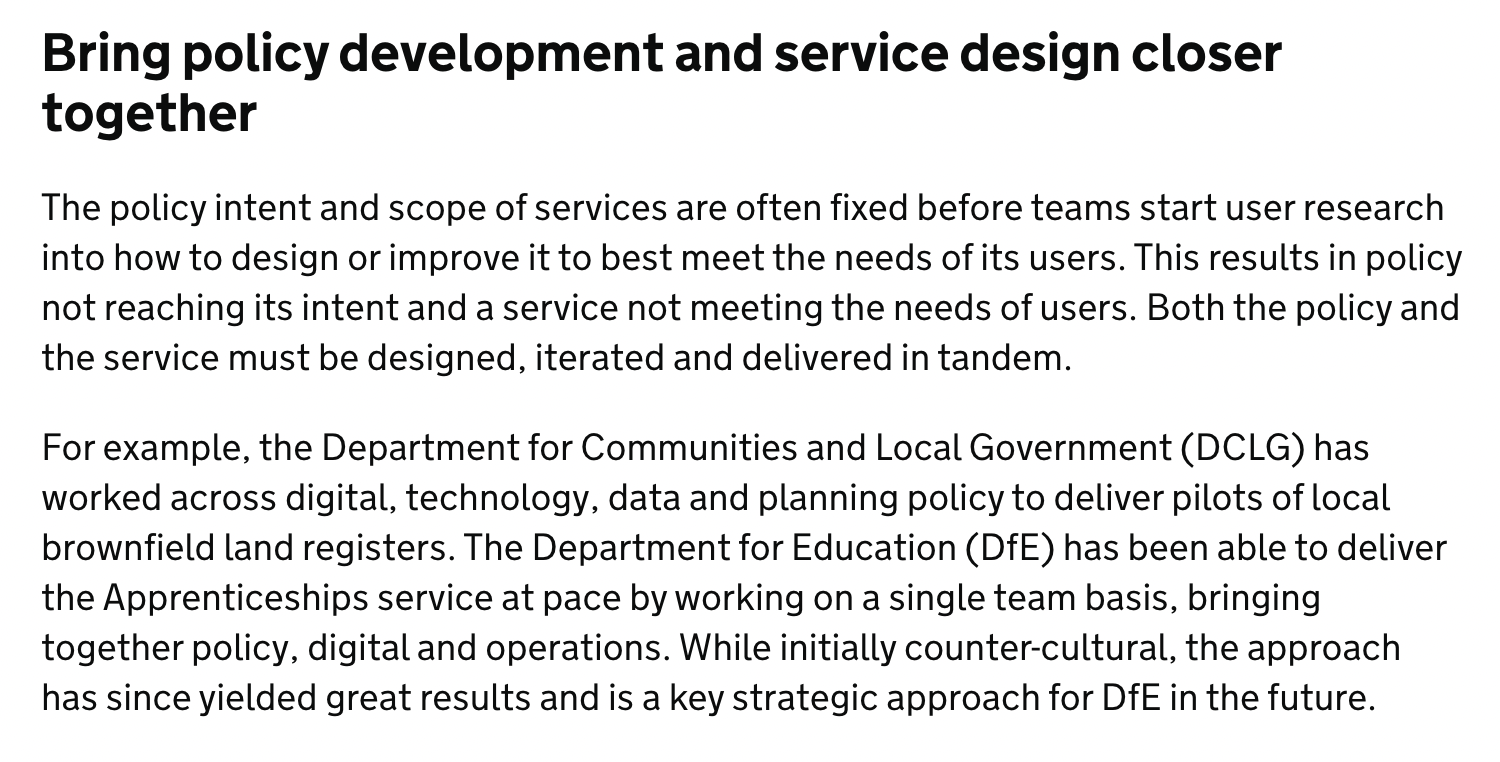 Bring policy development and service design closer
together
The policy intent and scope of services are often fixed before teams start user research
into how to design or improve it to best meet the needs of its users. This results in policy
not reaching its intent and a service not meeting the needs of users. Both the policy and
the service must be designed, iterated and delivered in tandem.
For example, the Department for Communities and Local Government (DCLG) has
worked across digital, technology, data and planning policy to deliver pilots of local
brownfield land registers. The Department for Education (DfE) has been able to deliver
the Apprenticeships service at pace by working on a single team basis, bringing
together policy, digital and operations. While initially counter-cultural, the approach
has since yielded great results and is a key strategic approach for DfE in the future.